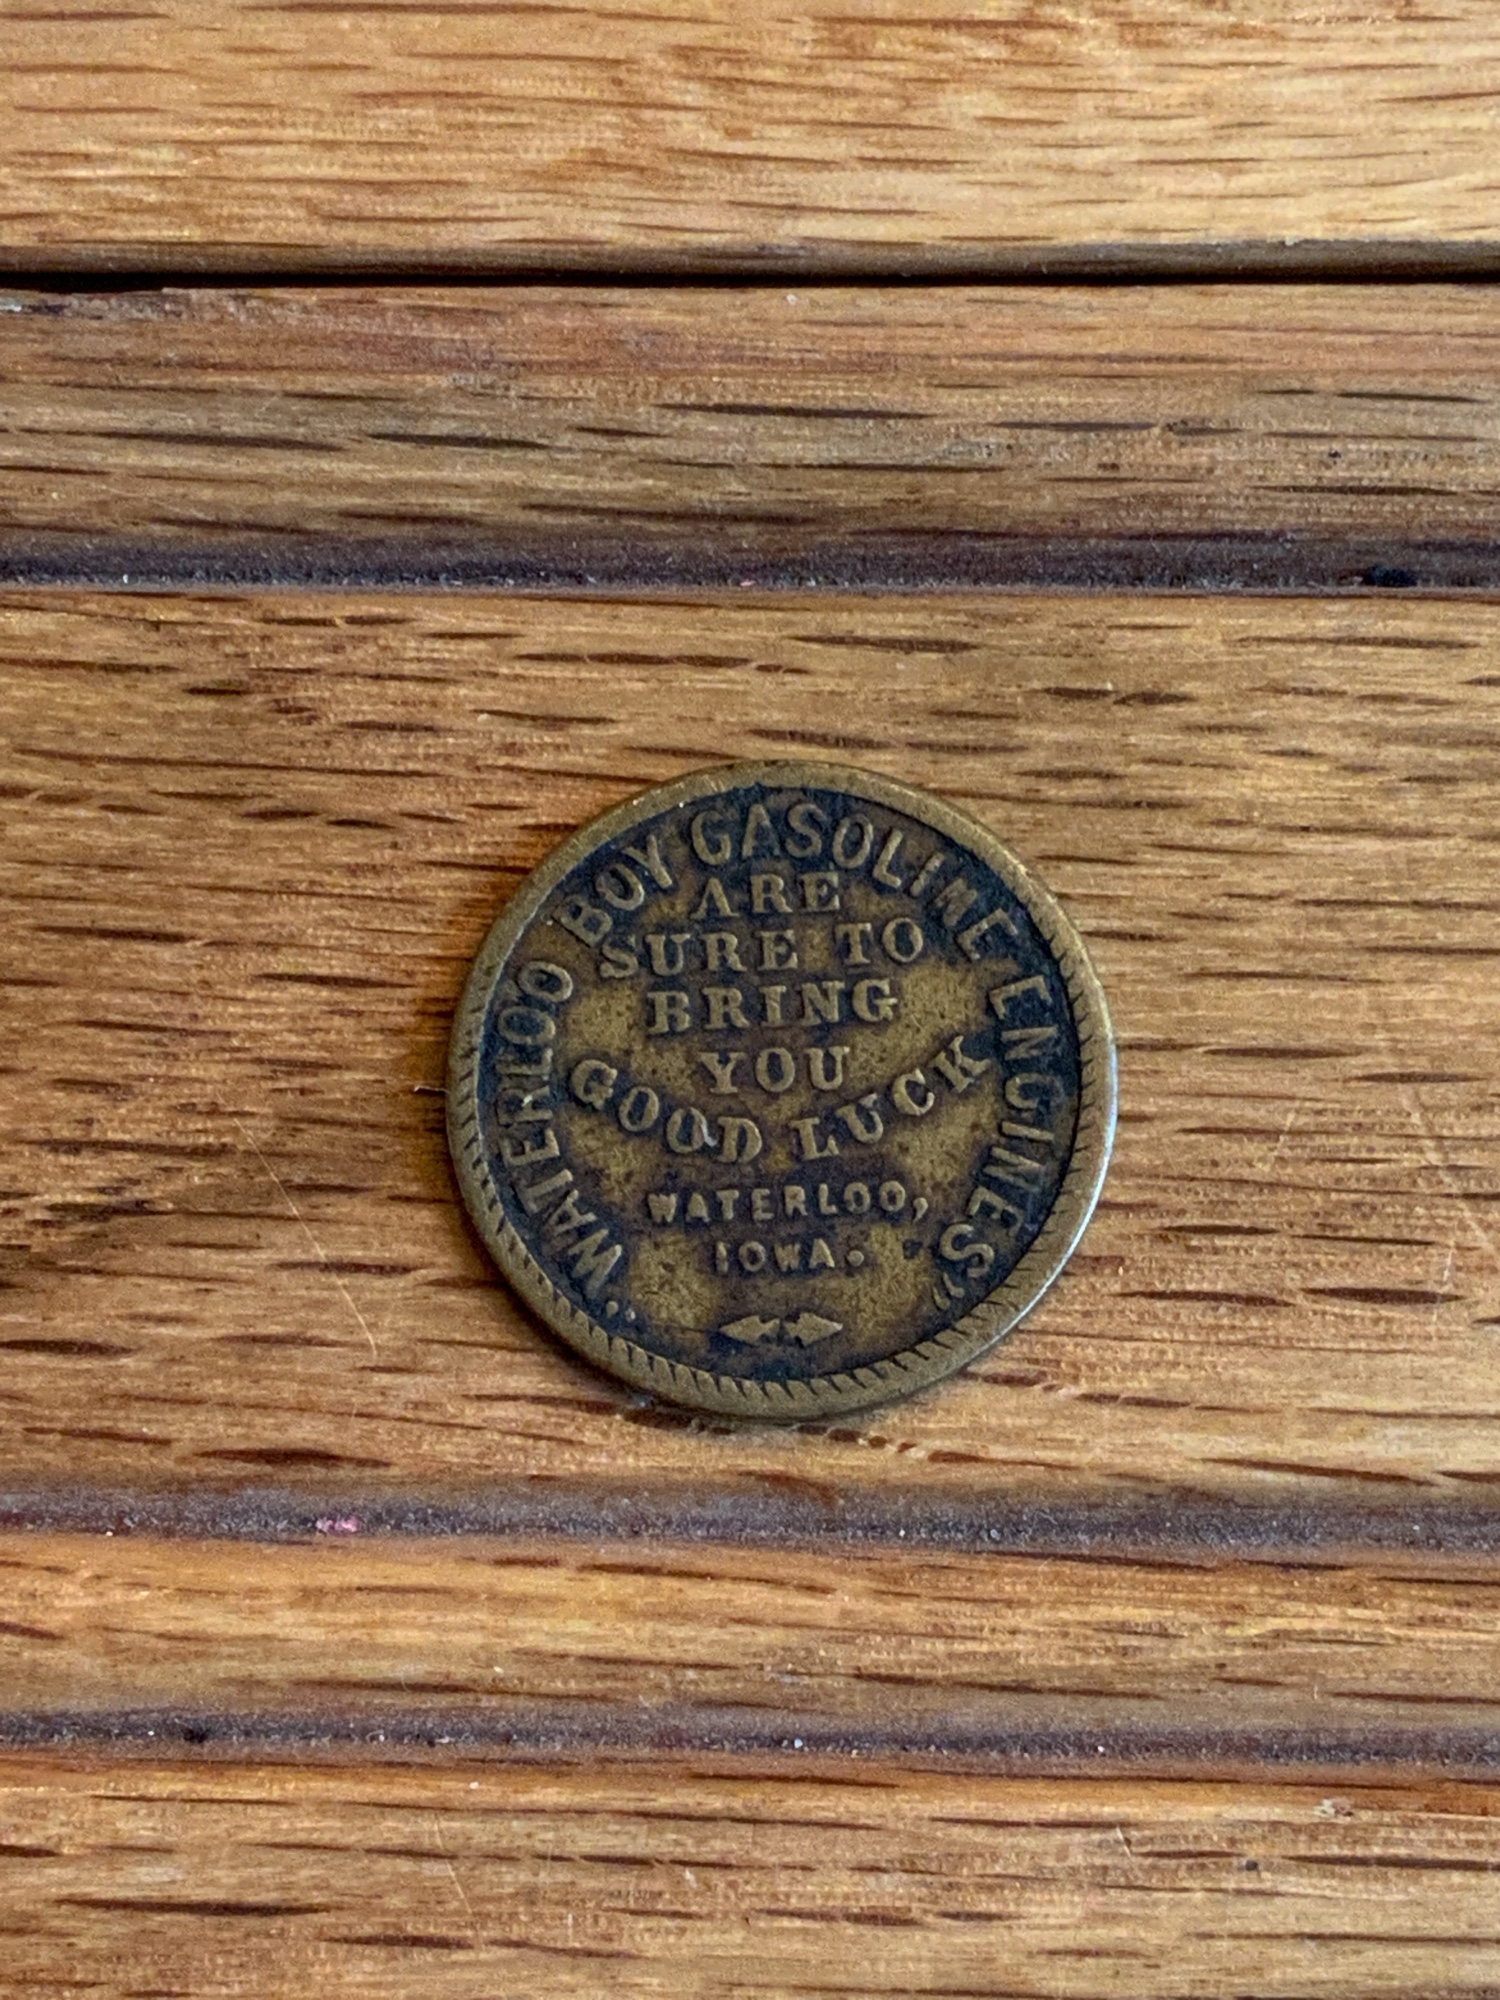 "WATERLOO BOY GASOLINE ENGINES"
ARE
SURE TO
BRING
YOU
GOOD LUCK
WATERLOO,
IOWA.